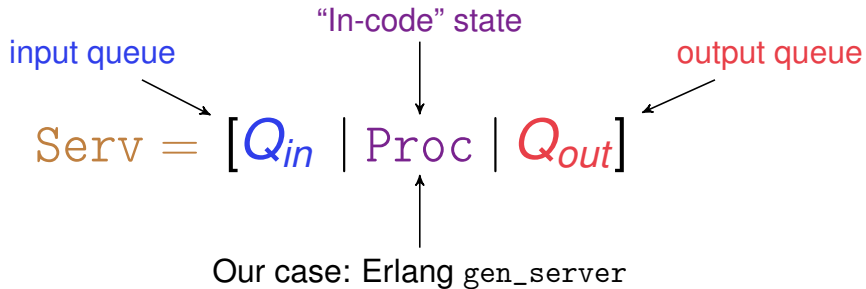 “In-code” state
input queue
output queue
Serv = [Q_in | Proc | Q_out]
Our case: Erlang gen_server